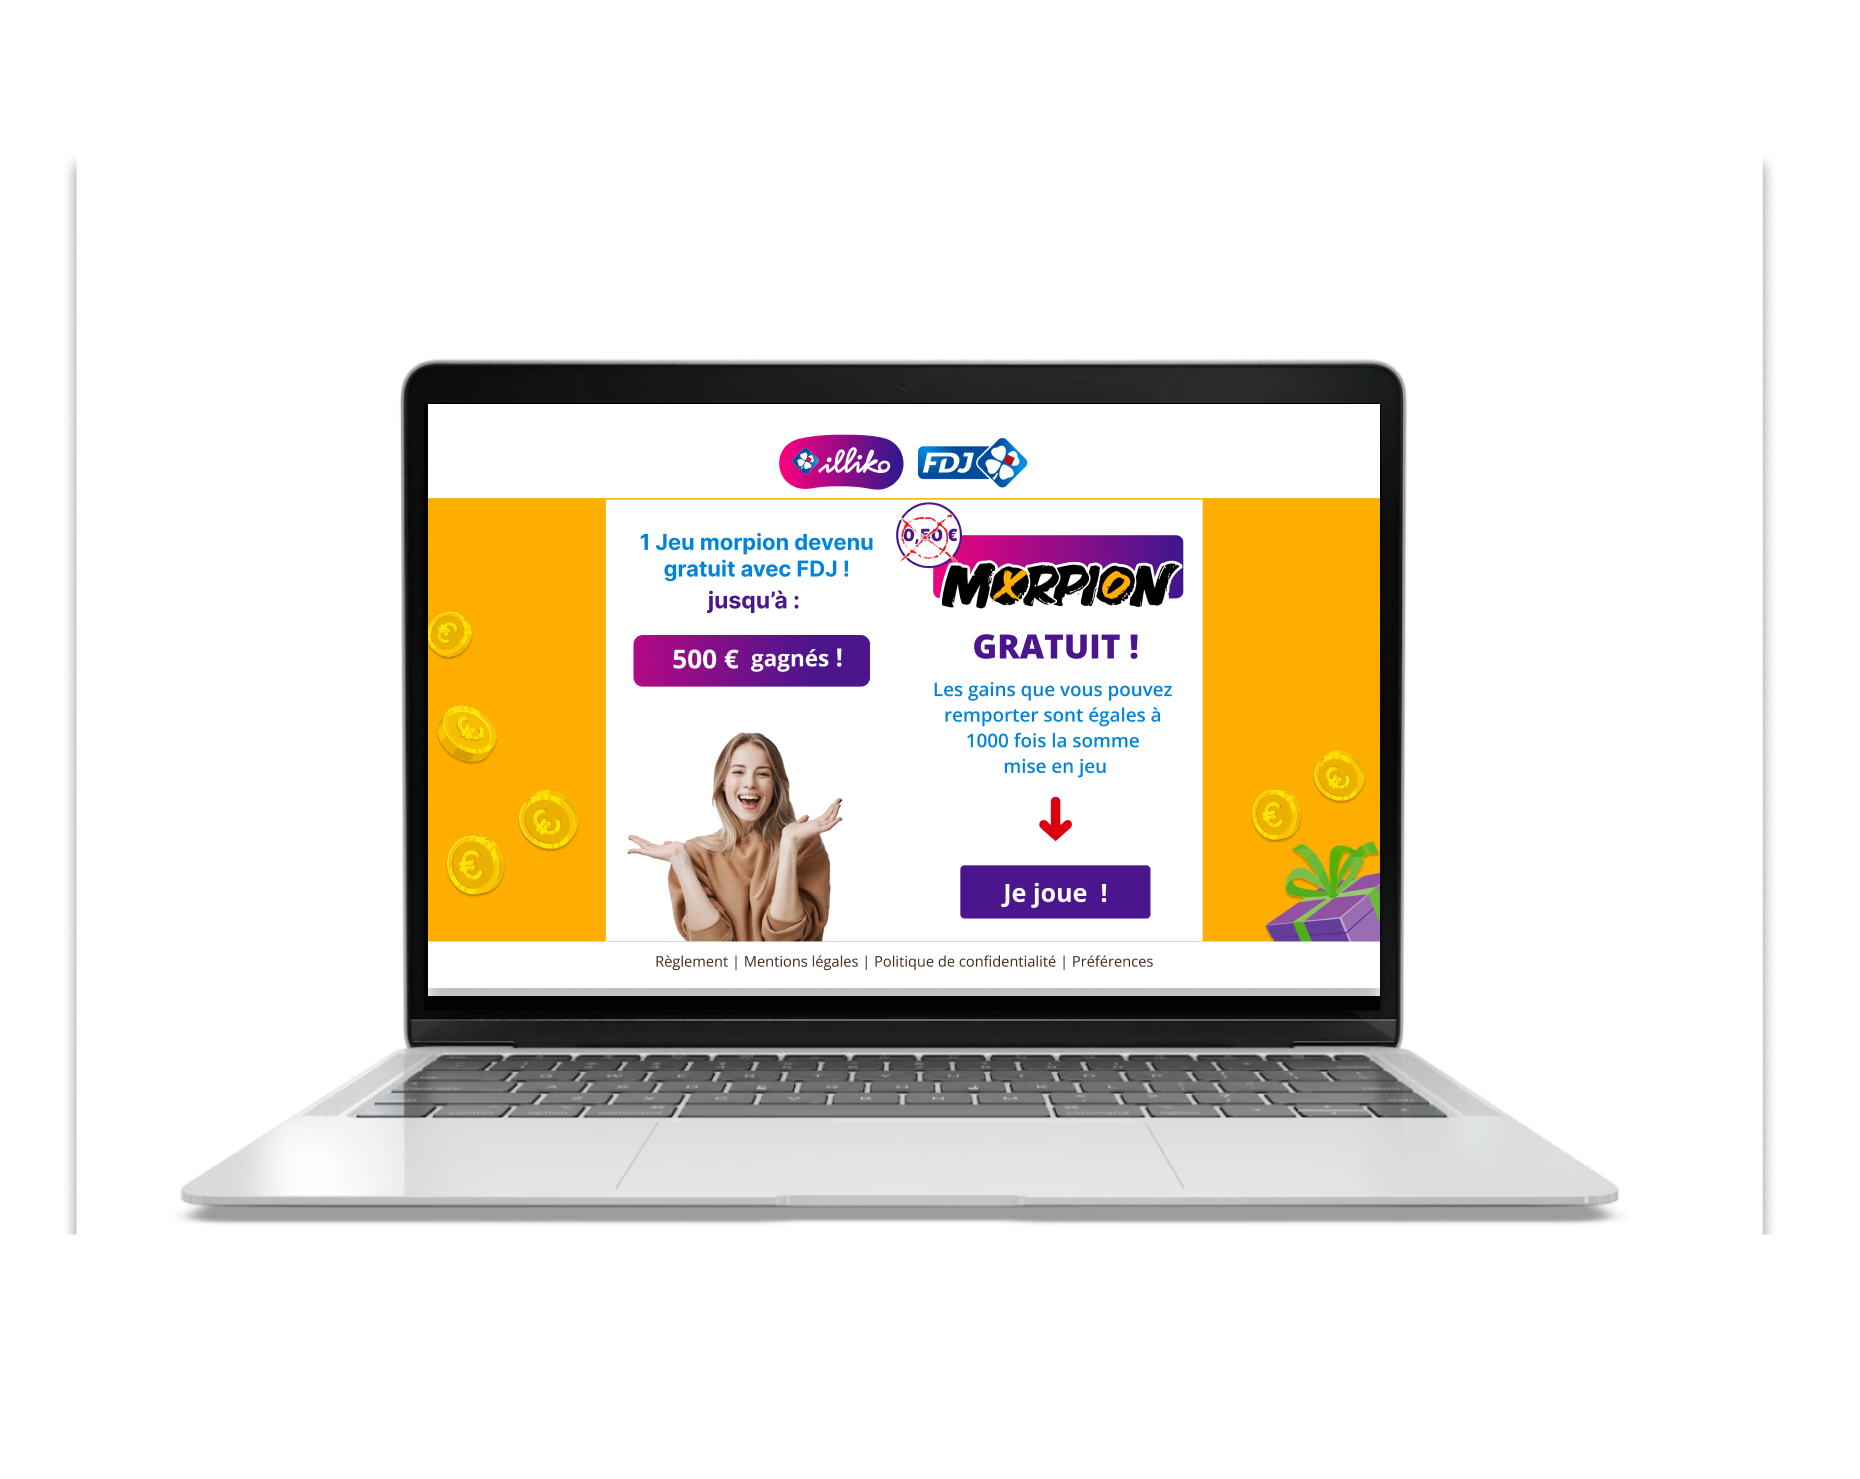 illiko FDJ
1 Jeu morpion devenu
gratuit avec FDJ !
jusqu'à :
500 € gagnés !
0,50 €
MORPION
GRATUIT !
Les gains que vous pouvez
remporter sont égales à
1000 fois la somme
mise en jeu
Je joue !
Règlement | Mentions légales | Politique de confidentialité | Préférences